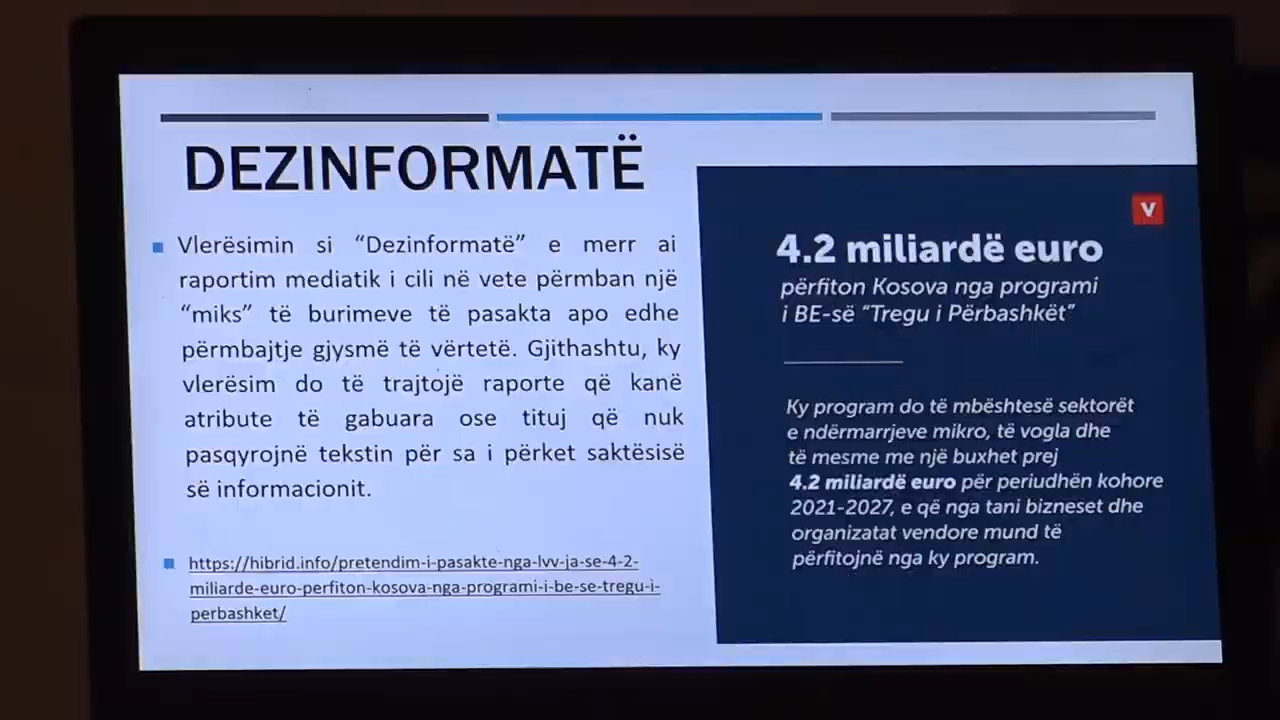 DEZINFORMATË
Vlerësimin si “Dezinformatë” e merr ai
raportim mediatik i cili në vete përmban një
“miks” të burimeve të pasakta apo edhe
përmbajtje gjysmë të vërtetë. Gjithashtu, ky
vlerësim do të trajtojë raporte që kanë
atribute të gabuara ose tituj që nuk
pasqyrojnë tekstin për sa i përket saktësisë
së informacionit.
https://hibrid.info/pretendim-i-pasakte-nga-lvv-ja-se-4-2-
miliarde-euro-perfiton-kosova-nga-programi-i-be-se-tregu-i-
perbashket/
V
4.2 miliardë euro
përfiton Kosova nga programi
i BE-së “Tregu i Përbashkët”
Ky program do të mbështesë sektorët
e ndërmarrjeve mikro, të vogla dhe
të mesme me një buxhet prej
4.2 miliardë euro për periudhën kohore
2021-2027, e që nga tani bizneset dhe
organizatat vendore mund të
përfitojnë nga ky program.